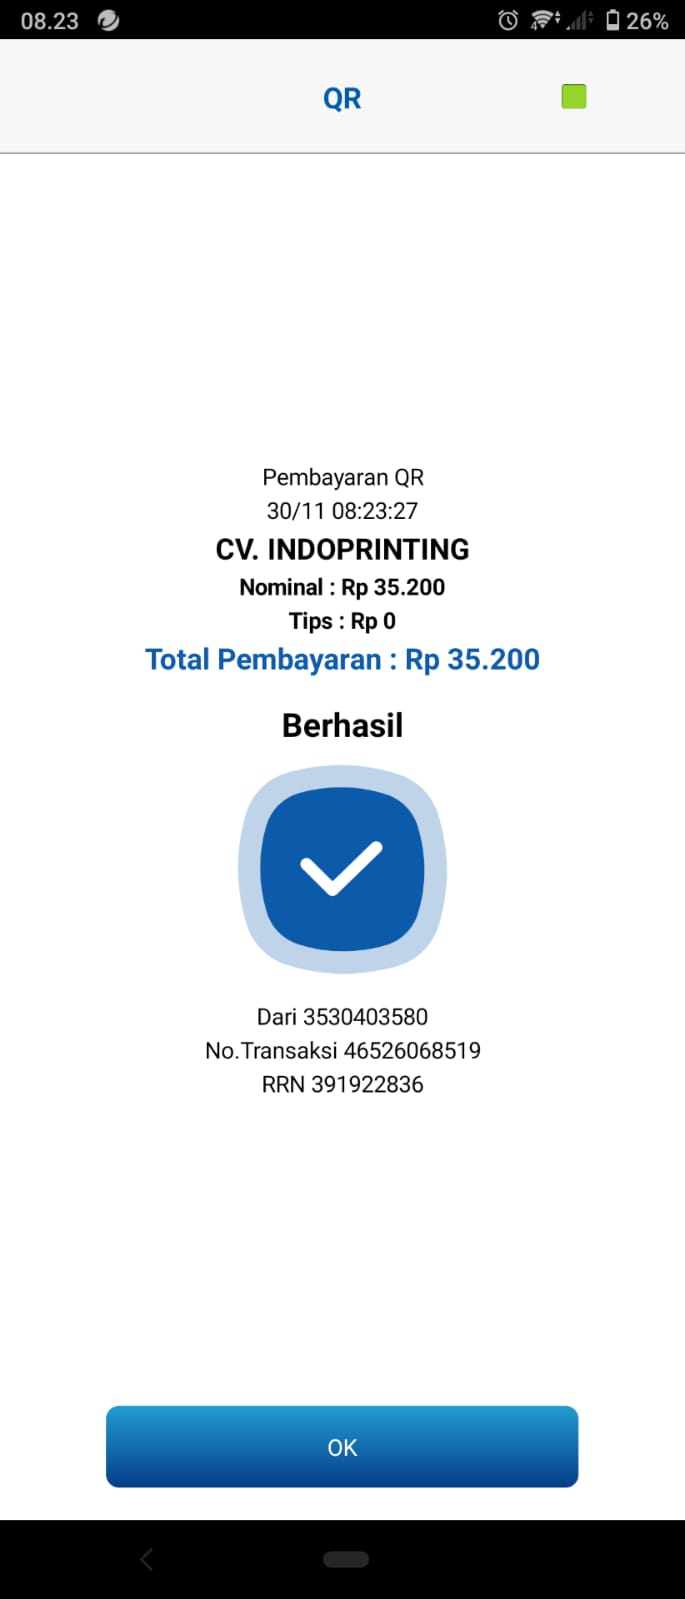 08.23
26%
QR
Pembayaran QR
30/11 08:23:27
CV. INDOPRINTING
Nominal : Rp 35.200
Tips : Rp 0
Total Pembayaran : Rp 35.200
Berhasil
Dari 3530403580
No.Transaksi 46526068519
RRN 391922836
OK